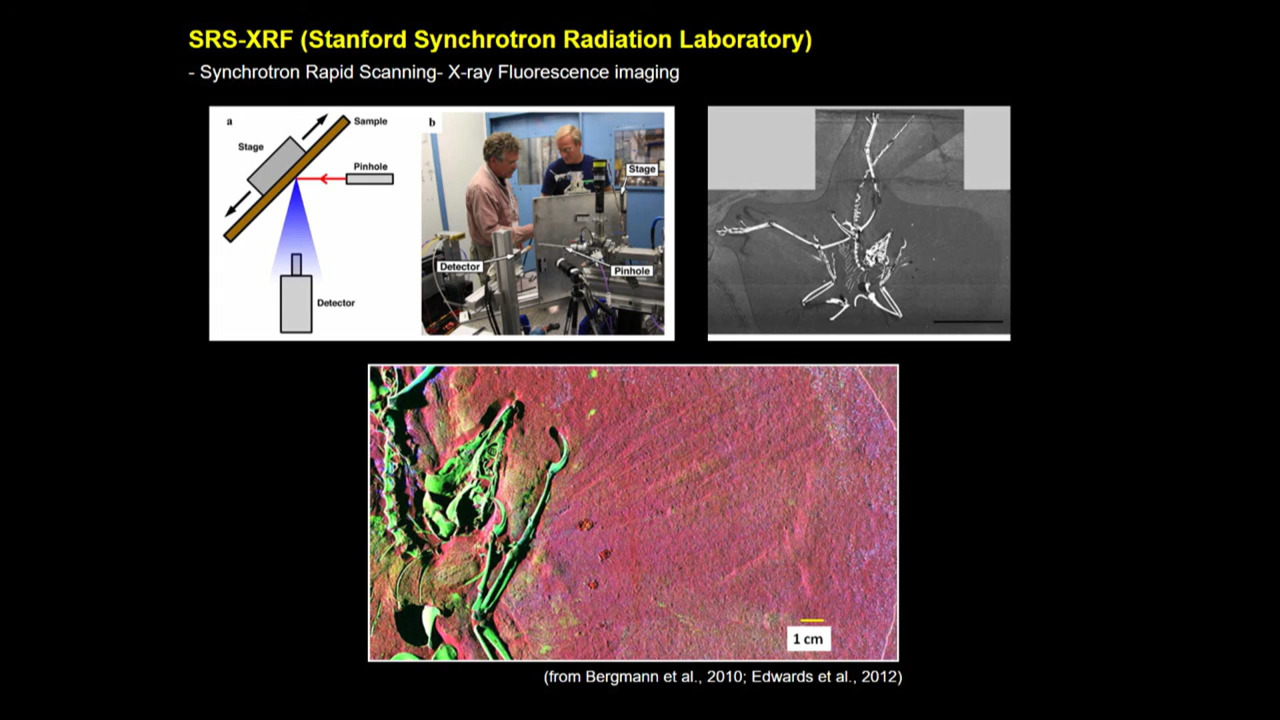 SRS-XRF (Stanford Synchrotron Radiation Laboratory)
- Synchrotron Rapid Scanning- X-ray Fluorescence imaging
a
Sample
Stage
Pinhole
Detector
b
Stage
Detector
Pinhole
1 cm
(from Bergmann et al., 2010; Edwards et al., 2012)